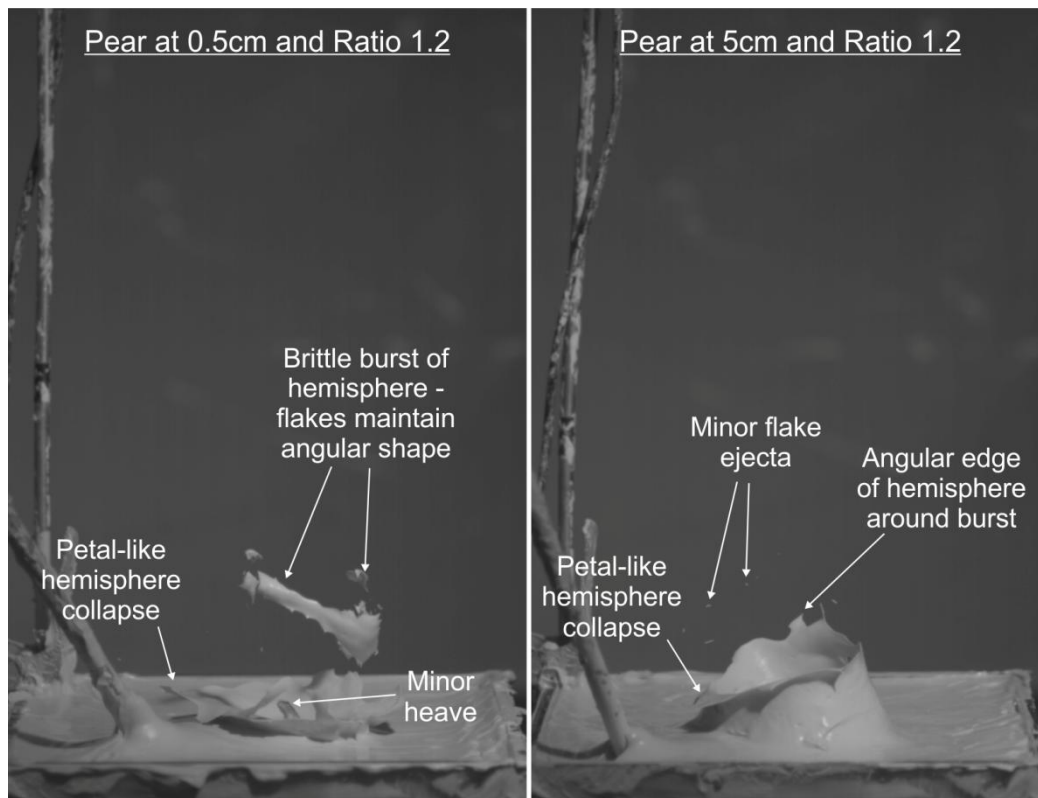 Pear at 0.5cm and Ratio 1.2
Brittle burst of
hemisphere -
flakes maintain
angular shape
Petal-like
hemisphere
collapse
Minor
heave
Pear at 5cm and Ratio 1.2
Minor flake
ejecta
Angular edge
of hemisphere
around burst
Petal-like
hemisphere
collapse